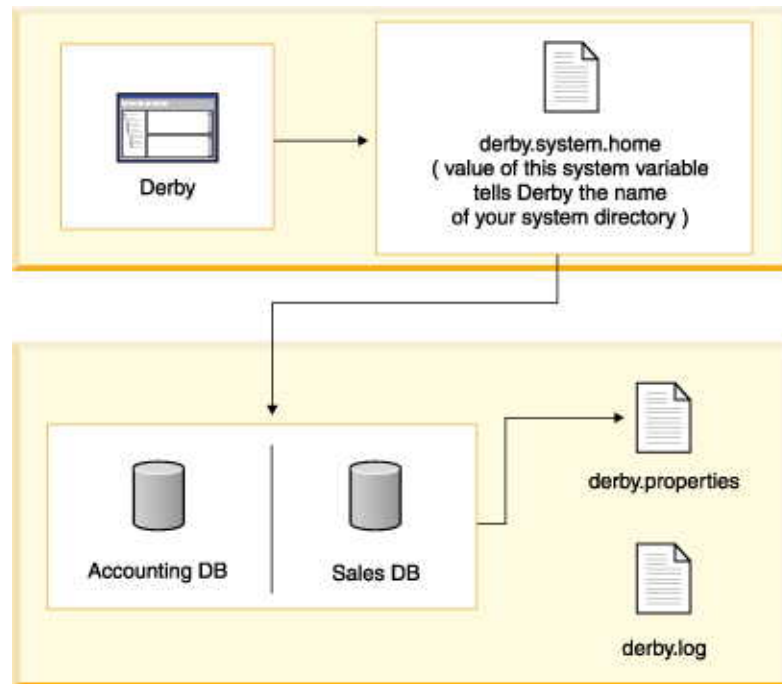 Derby
derby.system.home
( value of this system variable
tells Derby the name
of your system directory )
Accounting DB
Sales DB
derby.properties
derby.log